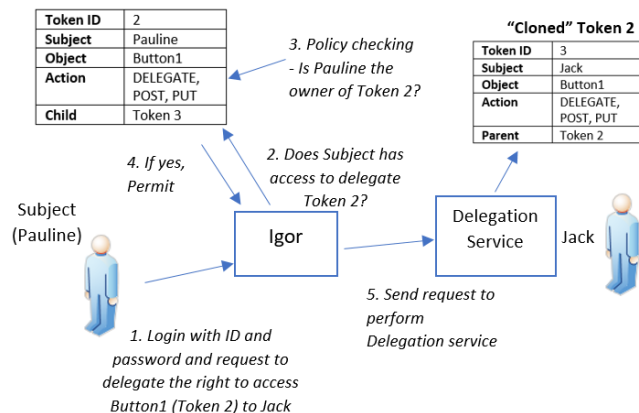 Token ID 2
Subject Pauline
Object Button1
Action DELEGATE,
POST, PUT
Child Token 3
3. Policy checking
- Is Pauline the
owner of Token 2?
“Cloned” Token 2
Token ID 3
Subject Jack
Object Button1
Action DELEGATE,
POST, PUT
Parent Token 2
4. If yes,
Permit
2. Does Subject has
access to delegate
Token 2?
Subject
(Pauline)
Igor
Delegation
Service
Jack
5. Send request to
perform
Delegation service
1. Login with ID and
password and request to
delegate the right to access
Button1 (Token 2) to Jack